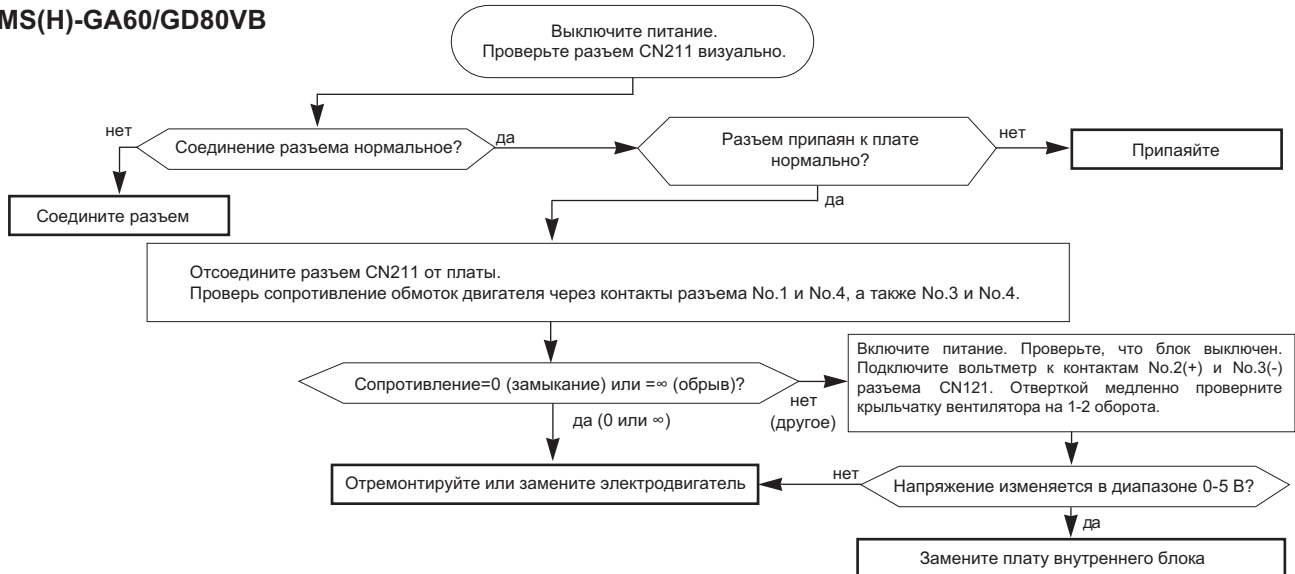 MS(H)-GA60/GD80VB
Выключите питание.
Проверьте разъем CN211 визуально.
нет
Соединение разъема нормальное?
да
Разъем припаян к плате
нормально?
нет
Припаяйте
Соедините разъем
да
Отсоедините разъем CN211 от платы.
Проверь сопротивление обмоток двигателя через контакты разъема No.1 и No.4, а также No.3 и No.4.
Сопротивление=0 (замыкание) или =∞ (обрыв)?
да (0 или ∞)
нет
(другое)
Включите питание. Проверьте, что блок выключен.
Подключите вольтметр к контактам No.2(+) и No.3(-)
разъема CN121. Отверткой медленно проверните
крыльчатку вентилятора на 1-2 оборота.
Отремонтируйте или замените электродвигатель
нет
Напряжение изменяется в диапазоне 0-5 В?
да
Замените плату внутреннего блока